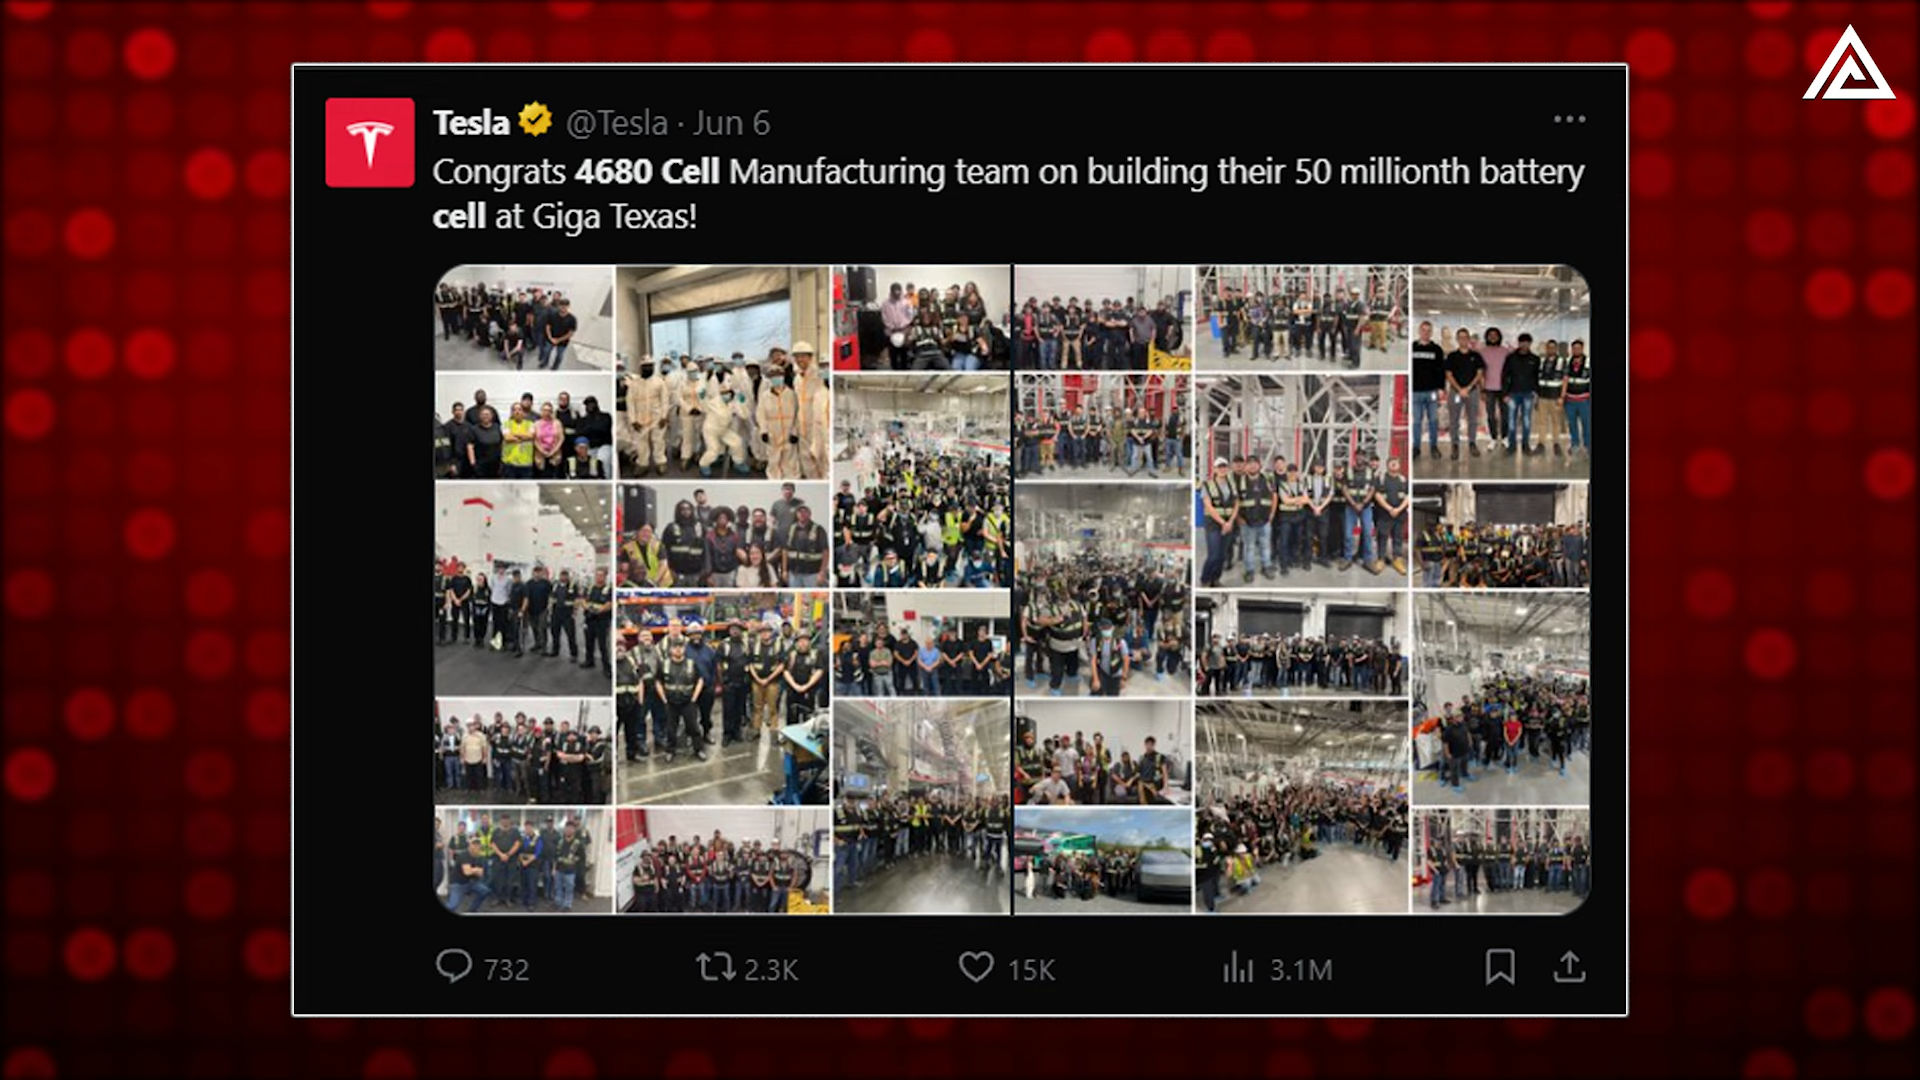 Tesla @Tesla · Jun 6
Congrats 4680 Cell Manufacturing team on building their 50 millionth battery
cell at Giga Texas!
732 2.3K 15K 3.1M